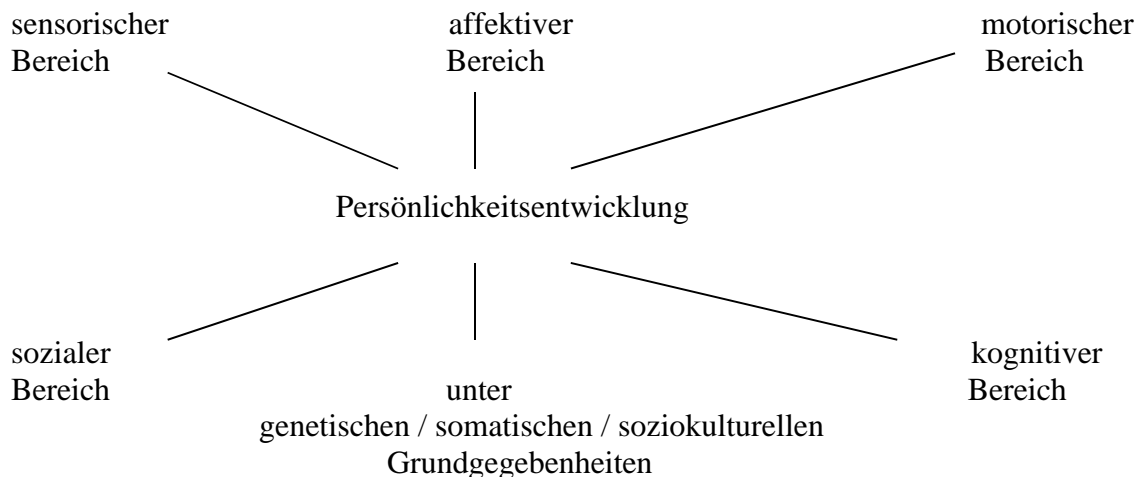 sensorischer
Bereich
affektiver
Bereich
motorischer
Bereich
Persönlichkeitsentwicklung
sozialer
Bereich
unter
genetischen / somatischen / soziokulturellen
Grundgegebenheiten
kognitiver
Bereich